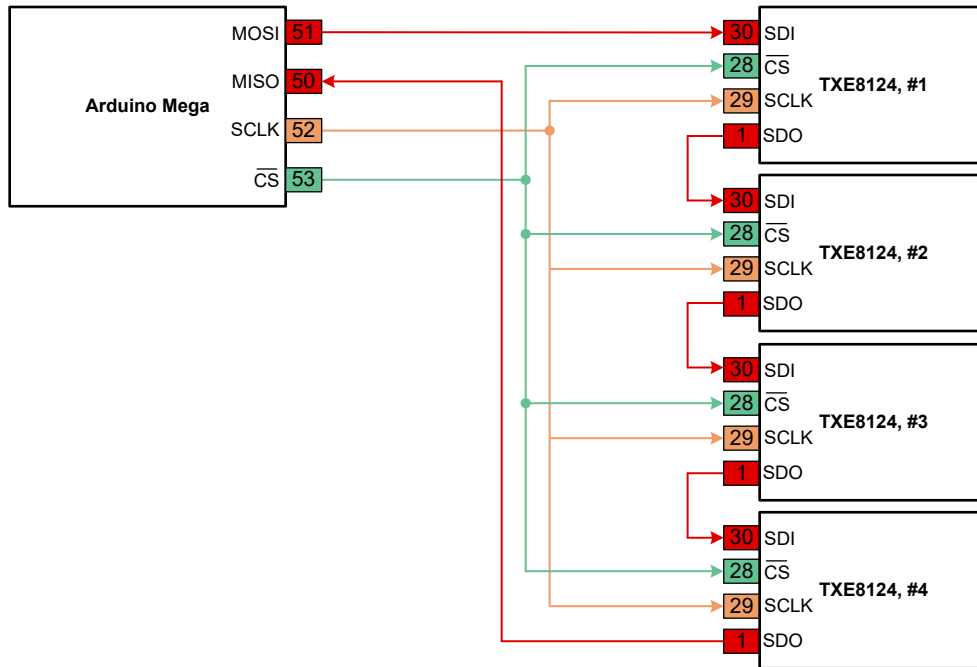 Arduino Mega
MOSI 51
MISO 50
SCLK 52
CS 53
30 SDI
28 CS
29 SCLK
1 SDO
TXE8124, #1
30 SDI
28 CS
29 SCLK
1 SDO
TXE8124, #2
30 SDI
28 CS
29 SCLK
1 SDO
TXE8124, #3
30 SDI
28 CS
29 SCLK
1 SDO
TXE8124, #4